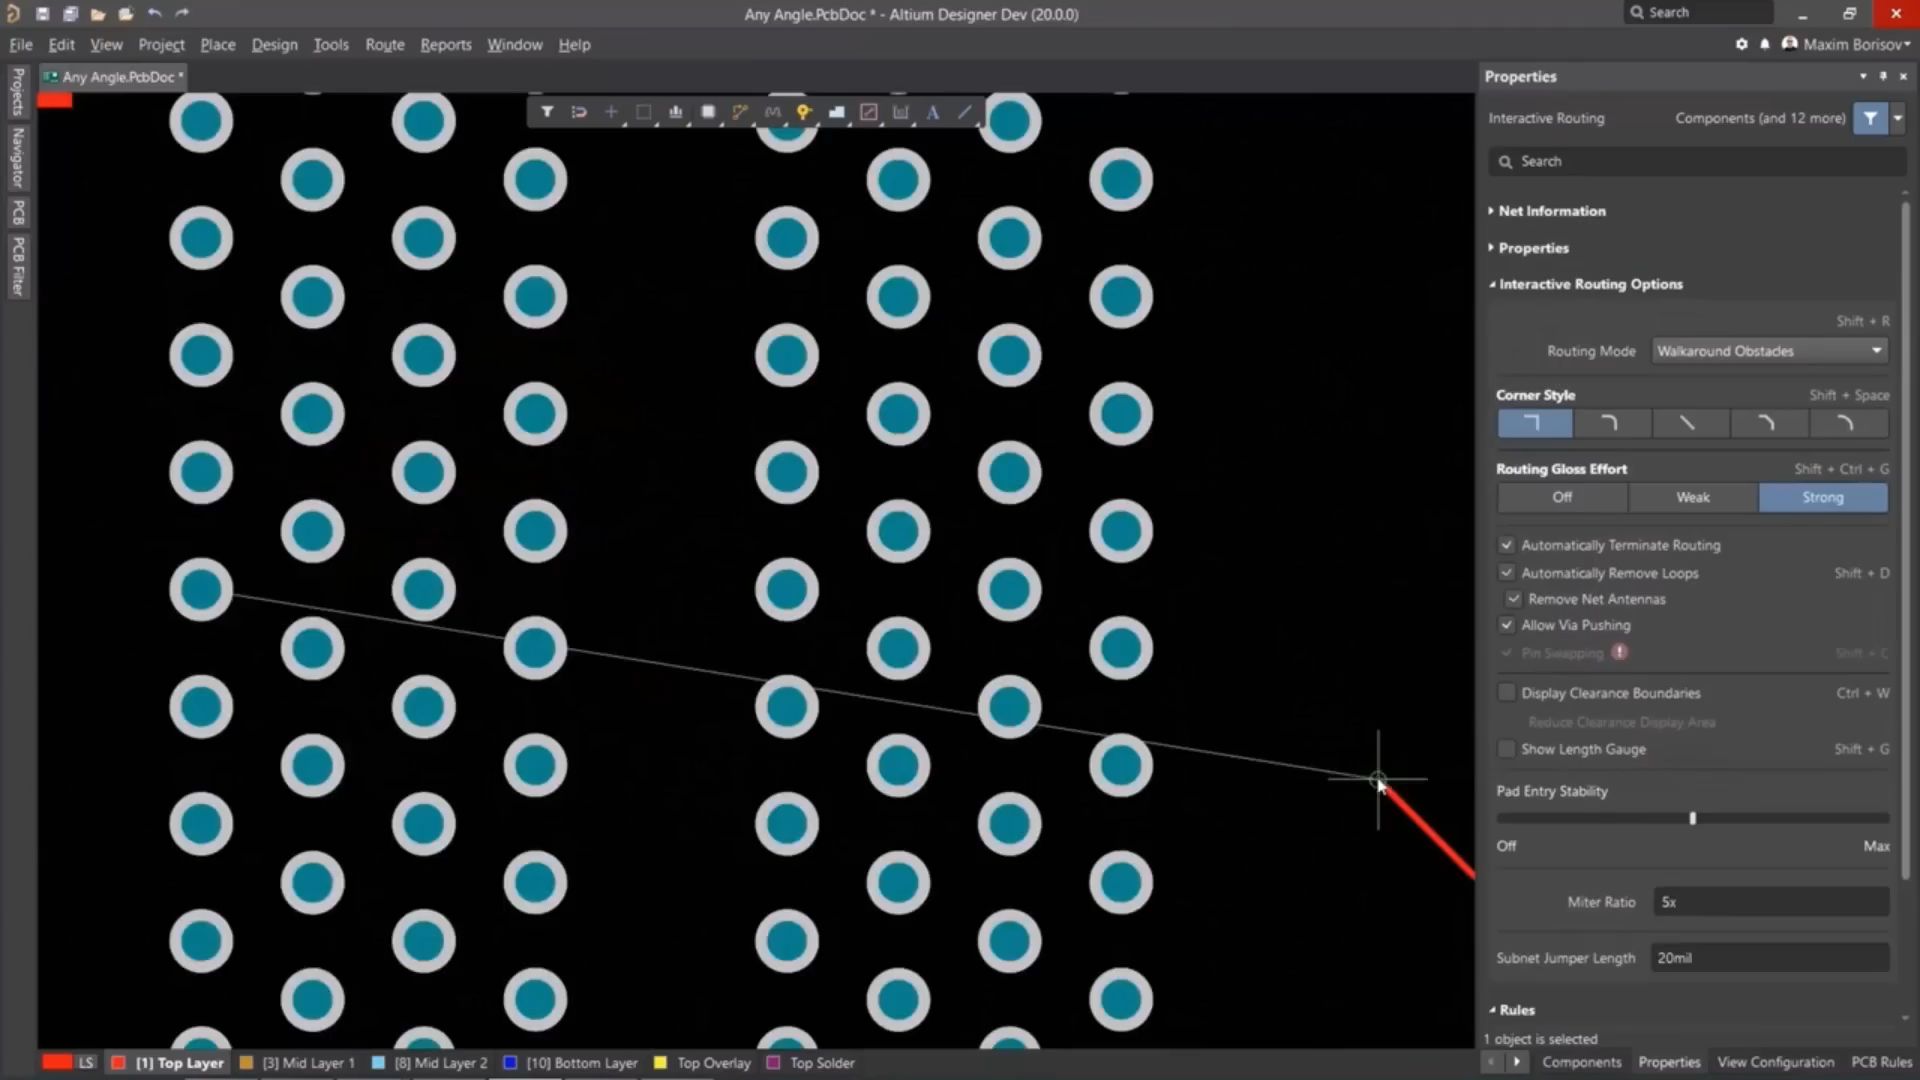 Any Angle.PcbDoc * - Altium Designer Dev (20.0.0)
Search
File Edit View Project Place Design Tools Route Reports Window Help
Maxim Borisov
Projects
Navigator
PCB
PCB Filter
Any Angle.PcbDoc *
A
Properties
Interactive Routing Components (and 12 more)
Search
Net Information
Properties
Interactive Routing Options
Shift + R
Routing Mode Walkaround Obstacles
Corner Style Shift + Space
Routing Gloss Effort Shift + Ctrl + G
Off Weak Strong
Automatically Terminate Routing
Automatically Remove Loops Shift + D
Remove Net Antennas
Allow Via Pushing
Pin Swapping Shift + C
Display Clearance Boundaries Ctrl + W
Reduce Clearance Display Area
Show Length Gauge Shift + G
Pad Entry Stability
Off Max
Miter Ratio 5x
Subnet Jumper Length 20mil
Rules
1 object is selected
LS [1] Top Layer [3] Mid Layer 1 [8] Mid Layer 2 [10] Bottom Layer Top Overlay Top Solder
Components Properties View Configuration PCB Rules